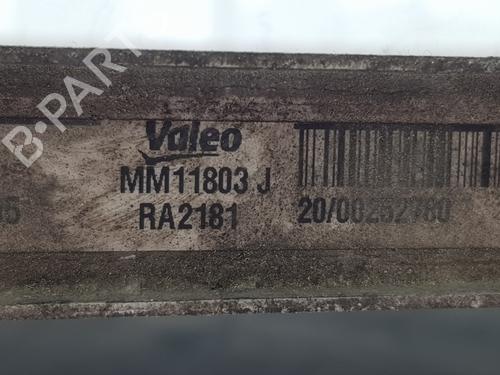 B-PARTS
Valeo
MM11803 J
RA2181
20/00252780